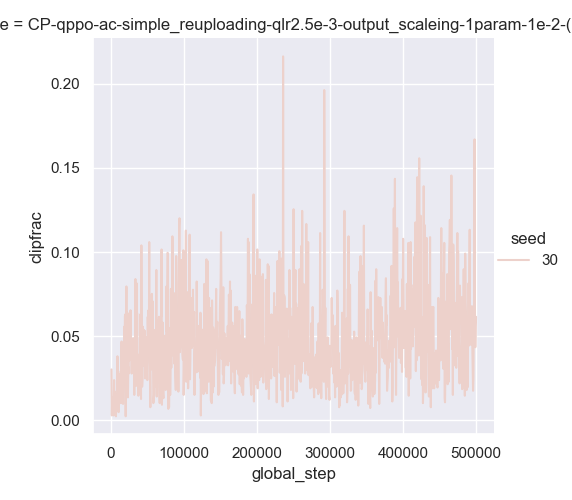 e = CP-qppo-ac-simple_reuploading-qlr2.5e-3-output_scaleing-1param-1e-2-(
0.20
0.15
0.10
0.05
0.00
clipfrac
0 100000 200000 300000 400000 500000
global_step
seed
30